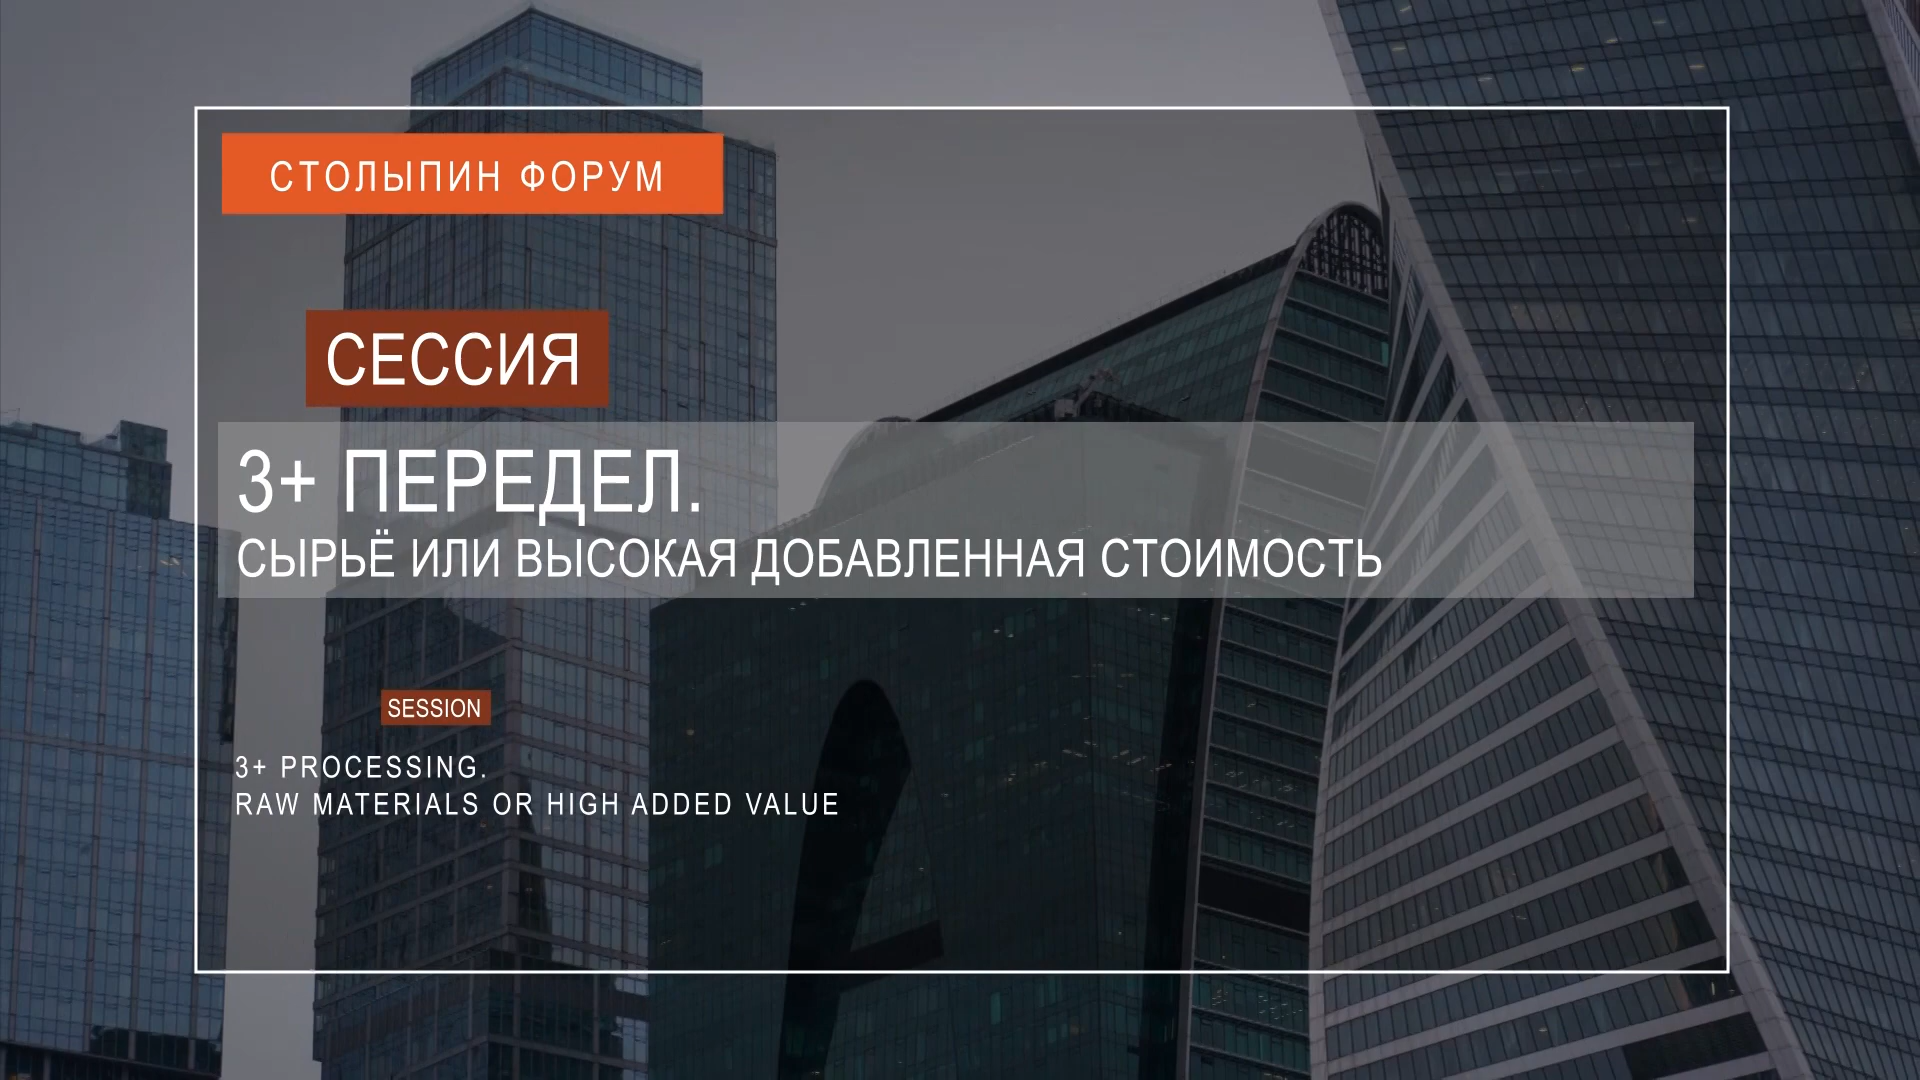 СТОЛЫПИН ФОРУМ
СЕССИЯ
3+ ПЕРЕДЕЛ.
СЫРЬЁ ИЛИ ВЫСОКАЯ ДОБАВЛЕННАЯ СТОИМОСТЬ
SESSION
3+ PROCESSING.
RAW MATERIALS OR HIGH ADDED VALUE